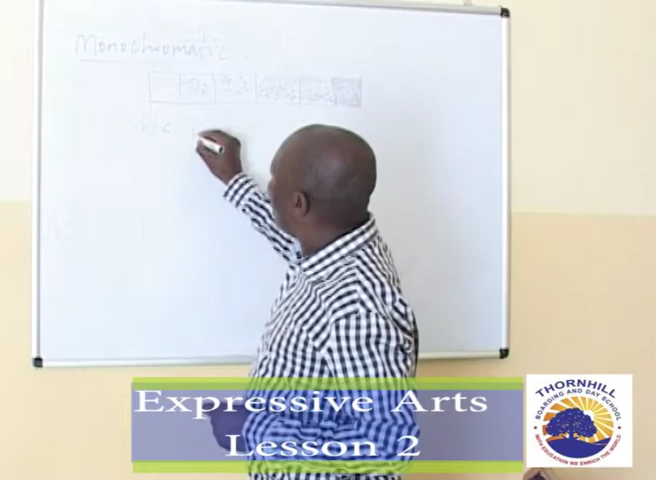 Monochromatic
Expressive Arts
Lesson 2
THORNHILL
BOARDING AND DAY SCHOOL
WITH EDUCATION WE ENRICH THE WORLD